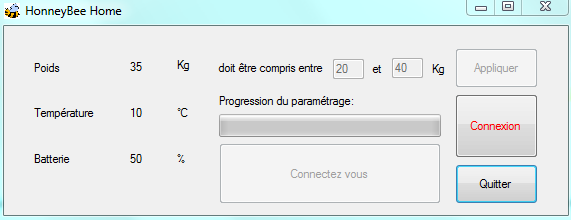 HonneyBee Home
Poids 35 Kg doit être compris entre 20 et 40 Kg Appliquer
Progression du paramétrage:
Température 10 °C Connexion
Batterie 50 % Connectez vous Quitter